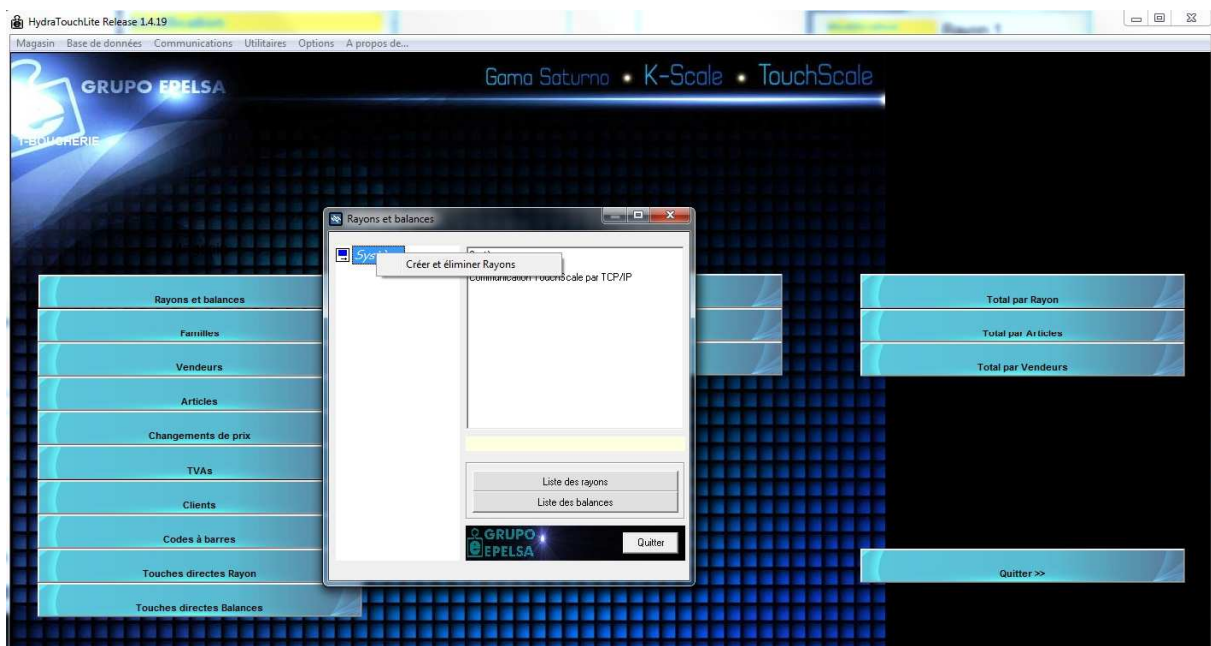 HydraTouchLite Release 1.4.19
Rayon 1
Magasin Base de données Communications Utilitaires Options A propos de...
GRUPO EPELSA
Gama Saturno • K-Scale • TouchScale
1-BOUCHERIE
Rayons et balances
Créer et éliminer Rayons
Communication TouchScale par TCP/IP
Rayons et balances
Familles
Vendeurs
Articles
Changements de prix
TVAs
Clients
Codes à barres
Touches directes Rayon
Touches directes Balances
Liste des rayons
Liste des balances
GRUPO
EPELSA
Quitter
Total par Rayon
Total par Articles
Total par Vendeurs
Quitter >>